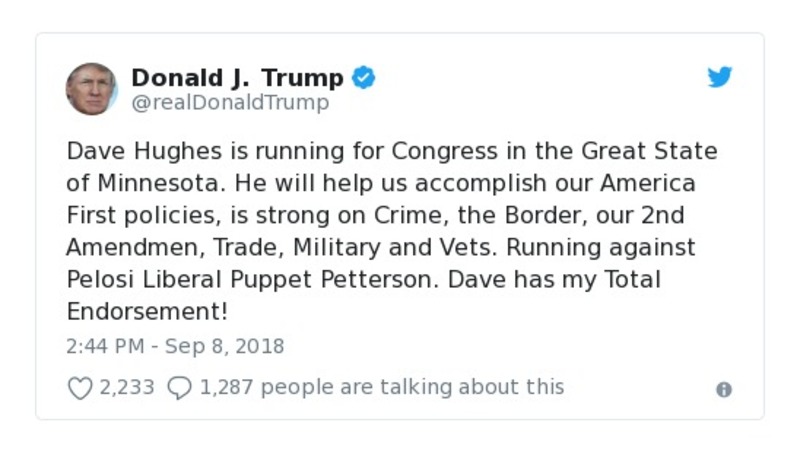 Donald J. Trump
@realDonaldTrump
Dave Hughes is running for Congress in the Great State
of Minnesota. He will help us accomplish our America
First policies, is strong on Crime, the Border, our 2nd
Amendmen, Trade, Military and Vets. Running against
Pelosi Liberal Puppet Petterson. Dave has my Total
Endorsement!
2:44 PM - Sep 8, 2018
2,233 1,287 people are talking about this